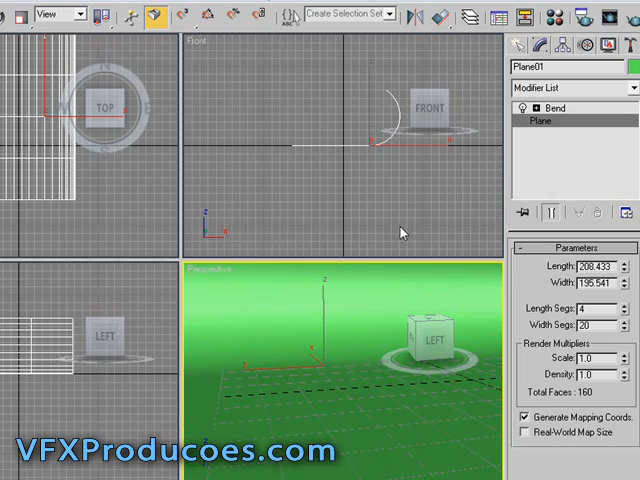 View
3
%
ABC
Create Selection Set
Front
Perspective
N
W
E
TOP
FRONT
LEFT
LEFT
x
y
x
z
x
z
x
Plane01
Modifier List
Bend
Plane
- Parameters
Length: 208.433
Width: 195.541
Length Segs: 4
Width Segs: 20
Render Multipliers
Scale: 1.0
Density: 1.0
Total Faces : 160
Generate Mapping Coords.
Real-World Map Size
VFXProducoes.com